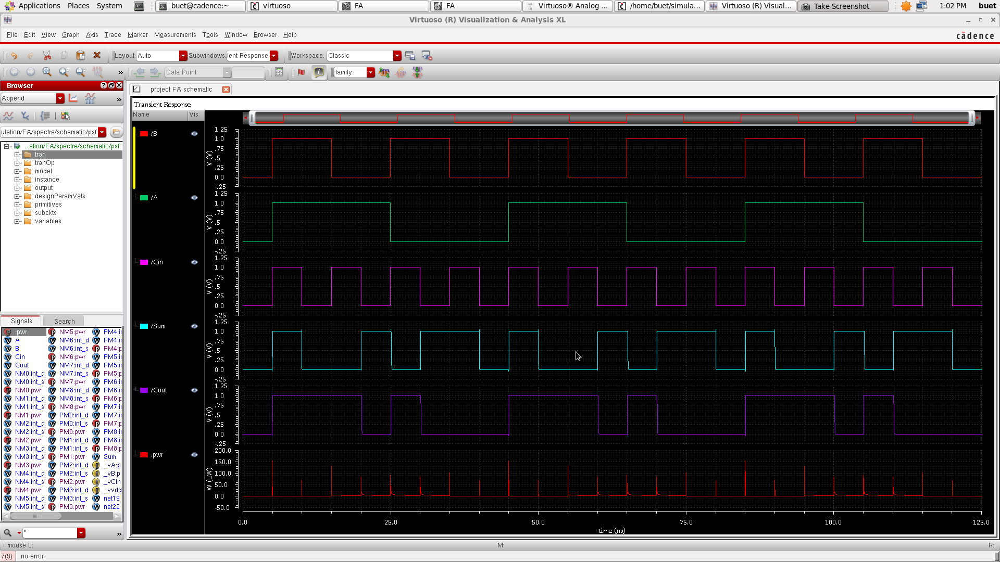 Applications Places System buet@cadence:~ virtuoso FA FA Virtuoso® Analog ... /home/buet/simula... Virtuoso (R) Visual... Take Screenshot 1:02 PM buet
Virtuoso (R) Visualization & Analysis XL
File Edit View Graph Axis Trace Marker Measurements Tools Window Browser Help
cādence
Layout: Auto Subwindows: ient Response Workspace: Classic
» Data Point family
Browser
project FA schematic
Append »
Transient Response
Name Vis
ulation/FA/spectre/schematic/psf
...ation/FA/spectre/schematic/psf
tran
tranOp
model
instance
output
designParamVals
primitives
subckts
variables
Signals Search
:pwr NM5:pwr PM4:i
A NM6:int_d PM4:i
B NM6:int_s PM4:p
Cin NM6:pwr PM5:i
Cout NM7:int_d PM5:i
NM0:int_d NM7:int_s PM5:p
NM0:int_s NM7:pwr PM6:i
NM0:pwr NM8:int_d PM6:i
NM1:int_d NM8:int_s PM6:p
NM1:int_s NM8:pwr PM7:i
NM1:pwr PM0:int_d PM7:i
NM2:int_d PM0:int_s PM7:p
NM2:int_s PM0:pwr PM8:i
NM2:pwr PM1:int_d PM8:i
NM3:int_d PM1:int_s PM8:p
NM3:int_s PM1:pwr Sum
NM3:pwr PM2:int_d _vA:p
NM4:int_d PM2:int_s _vB:p
NM4:int_s PM2:pwr _vCin
NM4:pwr PM3:int_d _vvdd
NM5:int_d PM3:int_s net19
NM5:int_s PM3:pwr net22
* »
/B
1.25
1.0
.75
.5
.25
0.0
-.25
V (V)
/A
1.25
1.0
.75
.5
.25
0.0
-.25
V (V)
/Cin
1.25
1.0
.75
.5
.25
0.0
-.25
V (V)
/Sum
1.25
1.0
.75
.5
.25
0.0
-.25
V (V)
/Cout
1.25
1.0
.75
.5
.25
0.0
-.25
V (V)
:pwr
200.0
150.0
100.0
50.0
0.0
-50.0
W (uW)
0.0 25.0 50.0 75.0 100.0 125.0
time (ns)
mouse L: M: R:
7(9) no error